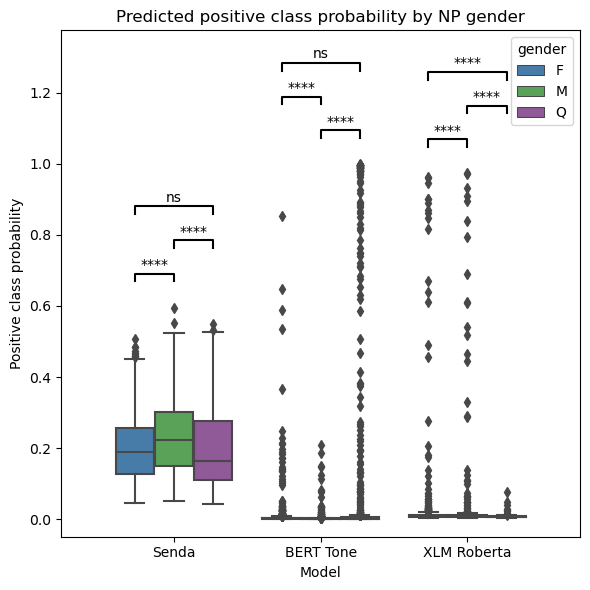 Predicted positive class probability by NP gender
gender
F
M
Q
ns
****
****
ns
****
****
****
****
****
1.2
1.0
0.8
0.6
0.4
0.2
0.0
Positive class probability
Senda
BERT Tone
XLM Roberta
Model